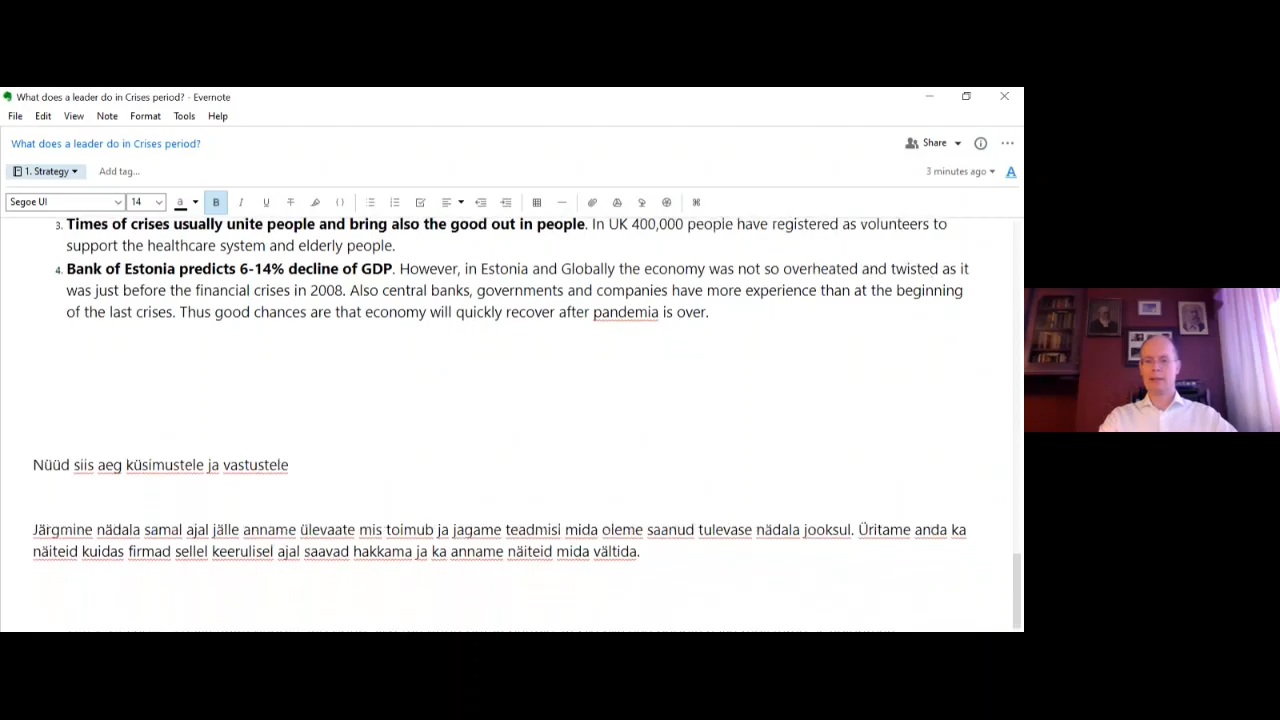 What does a leader do in Crises period? - Evernote
File Edit View Note Format Tools Help
What does a leader do in Crises period? Share
1. Strategy Add tag... 3 minutes ago A
Segoe UI 14 a B I U T
3. Times of crises usually unite people and bring also the good out in people. In UK 400,000 people have registered as volunteers to
support the healthcare system and elderly people.
4. Bank of Estonia predicts 6-14% decline of GDP. However, in Estonia and Globally the economy was not so overheated and twisted as it
was just before the financial crises in 2008. Also central banks, governments and companies have more experience than at the beginning
of the last crises. Thus good chances are that economy will quickly recover after pandemia is over.
Nüüd siis aeg küsimustele ja vastustele
Järgmine nädala samal ajal jälle anname ülevaate mis toimub ja jagame teadmisi mida oleme saanud tulevase nädala jooksul. Üritame anda ka
näiteid kuidas firmad sellel keerulisel ajal saavad hakkama ja ka anname näiteid mida vältida.